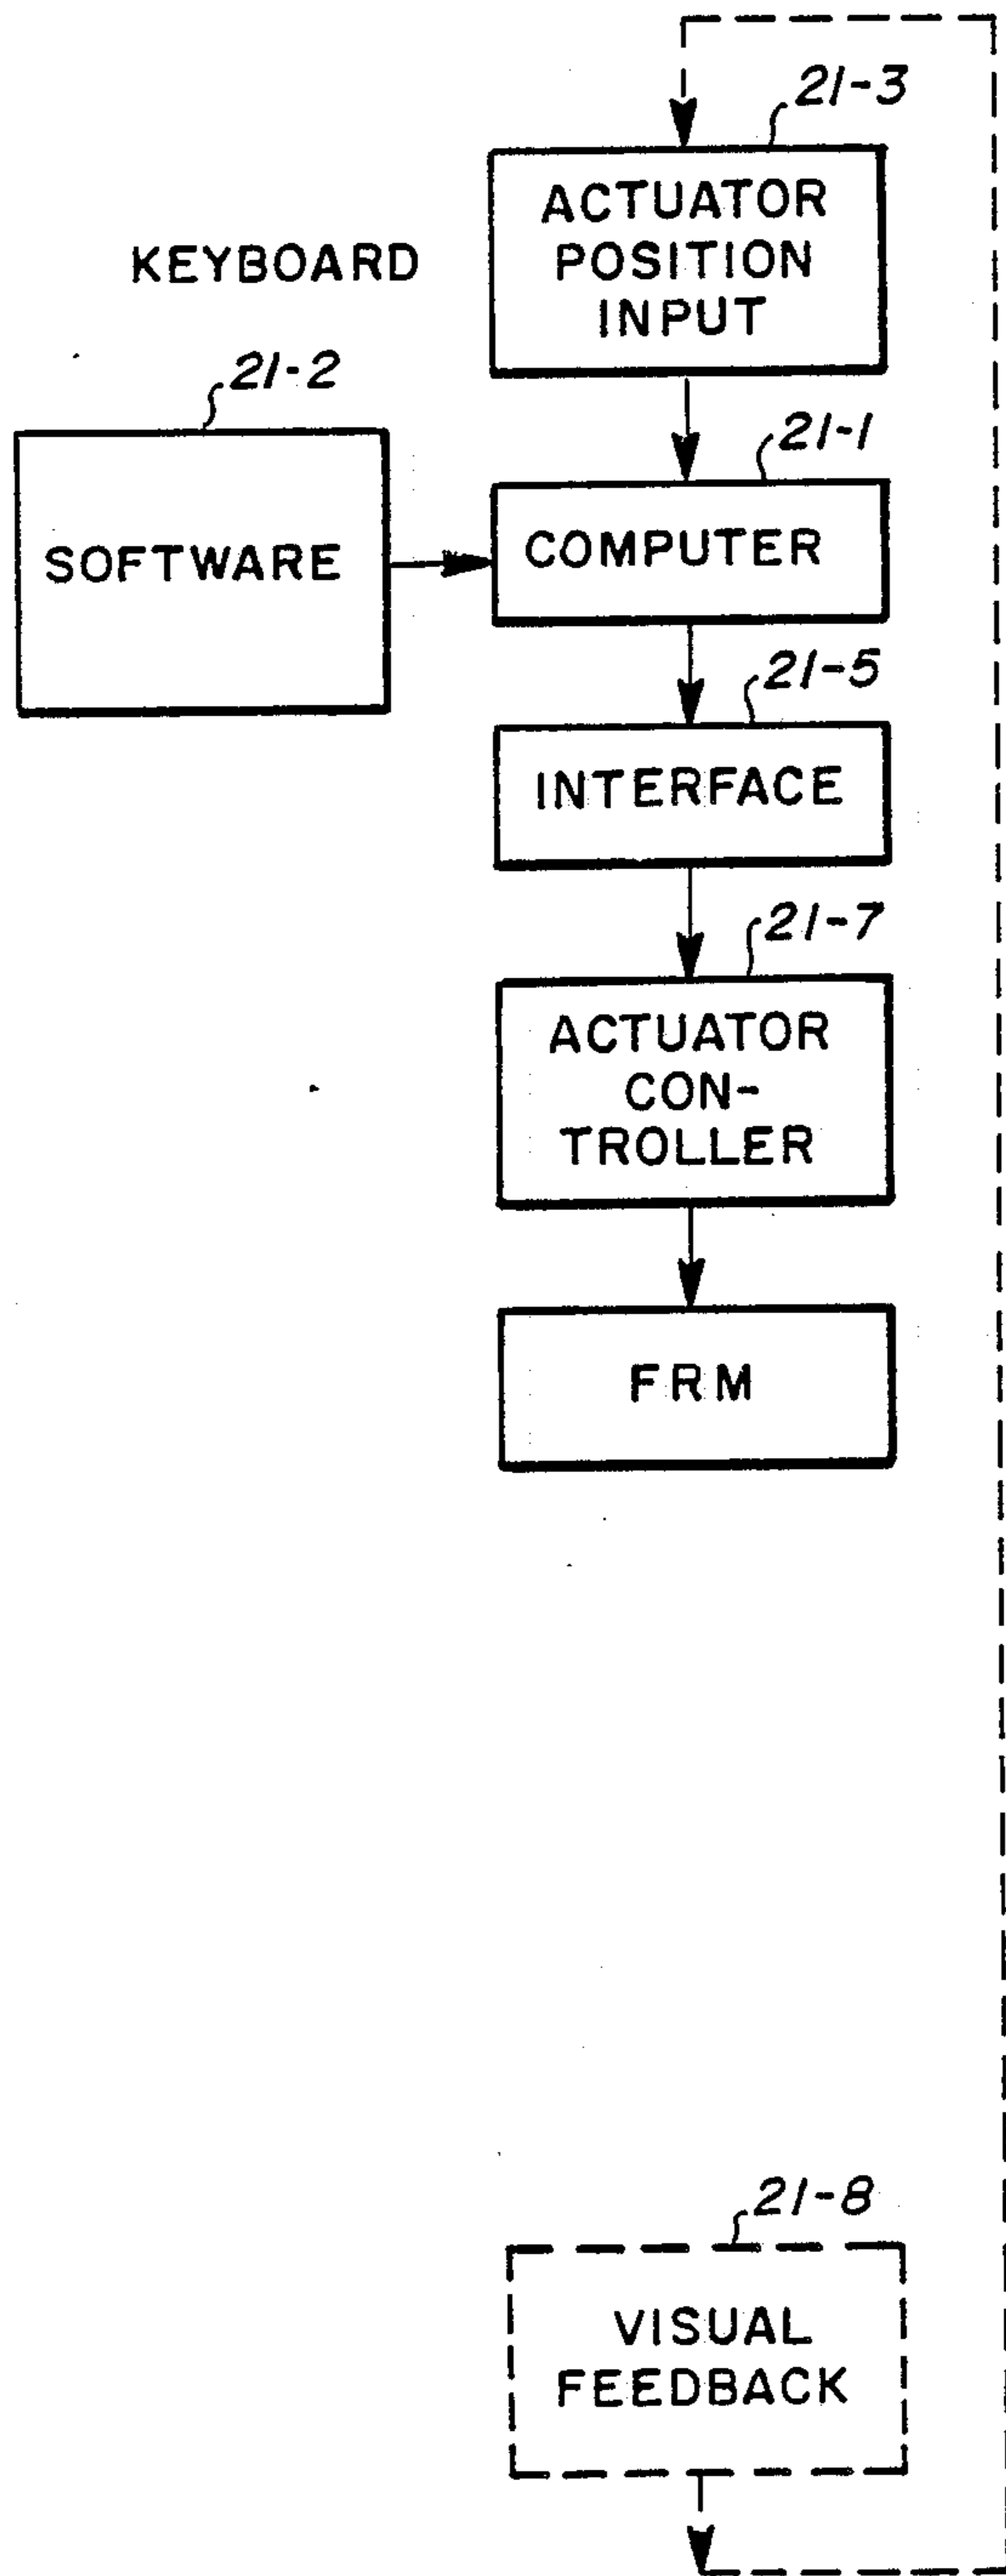 21-3
ACTUATOR
POSITION
INPUT
KEYBOARD
21-2
SOFTWARE
21-1
COMPUTER
21-5
INTERFACE
21-7
ACTUATOR
CON-
TROLLER
FRM
21-8
VISUAL
FEEDBACK